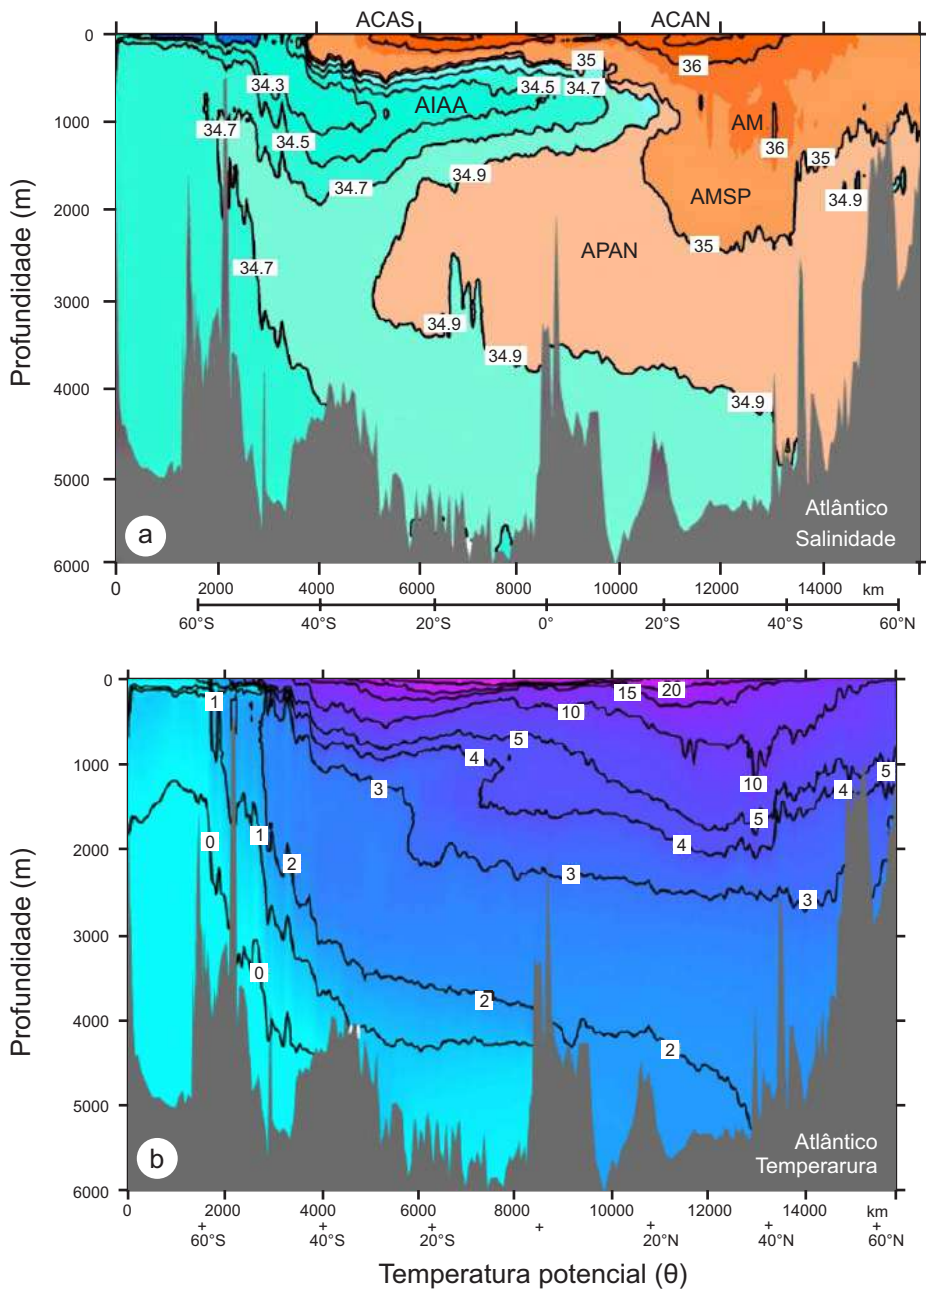 ACAS ACAN
0
35
36
34.3
34.5 34.7
AIAA
1000
34.7
AM
34.5
36 35
34.7
34.9
34.9
2000
AMSP
35
APAN
34.7
3000
34.9
34.9
4000
34.9
5000
Atlântico
a
Salinidade
6000
Profundidade (m)
0 2000 4000 6000 8000 10000 12000 14000 km
60°S 40°S 20°S 0° 20°S 40°S 60°N
0
15 20
1
10
5
4
5
1000
3
10
4
5
1
0
4
2000
2
3
3
3000
0
2
4000
2
5000
Atlântico
b
Temperarura
6000
Profundidade (m)
0 2000 4000 6000 8000 10000 12000 14000 km
+ + + + + + +
60°S 40°S 20°S 20°N 40°N 60°N
Temperatura potencial (θ)